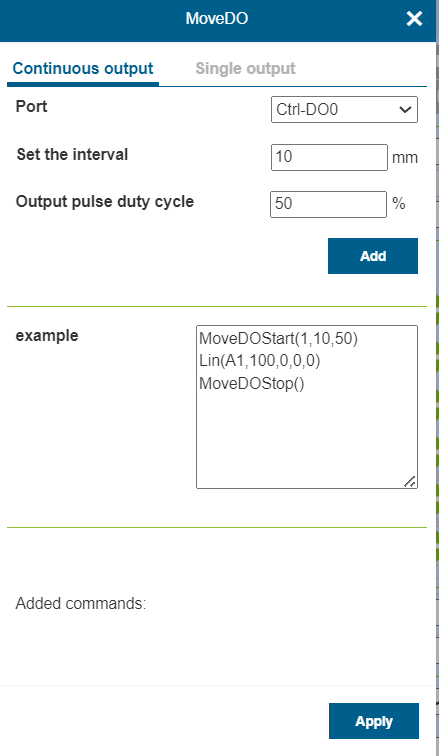 MoveDO
Continuous output Single output
Port Ctrl-DO0
Set the interval 10 mm
Output pulse duty cycle 50 %
Add
example
MoveDOStart(1,10,50)
Lin(A1,100,0,0,0)
MoveDOStop()
Added commands:
Apply